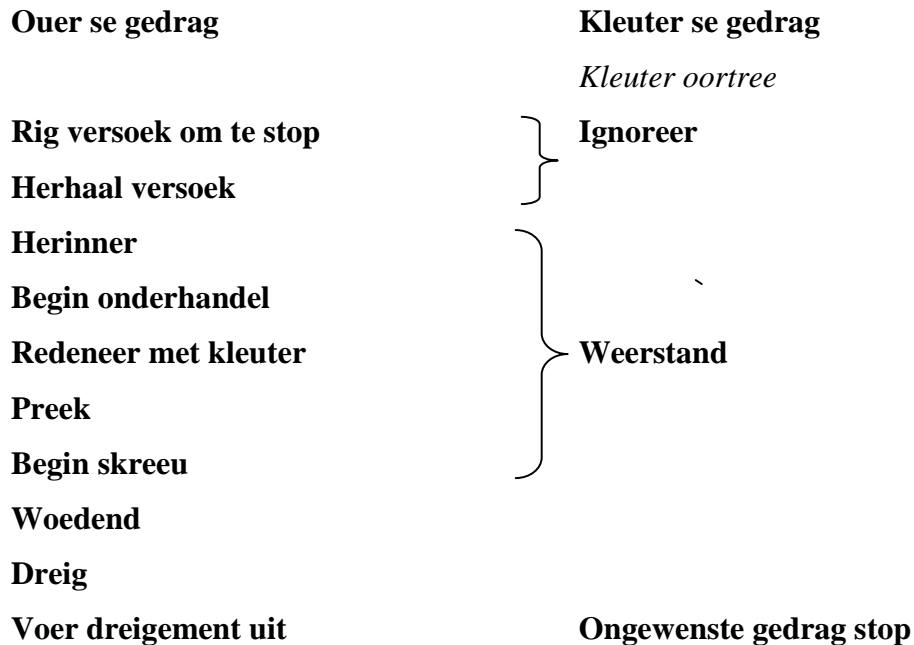 Ouer se gedrag Kleuter se gedrag
Kleuter oortree
Rig versoek om te stop Ignoreer
Herhaal versoek
Herinner
Begin onderhandel
Redeneer met kleuter Weerstand
Preek
Begin skreeu
Woedend
Dreig
Voer dreigement uit Ongewenste gedrag stop